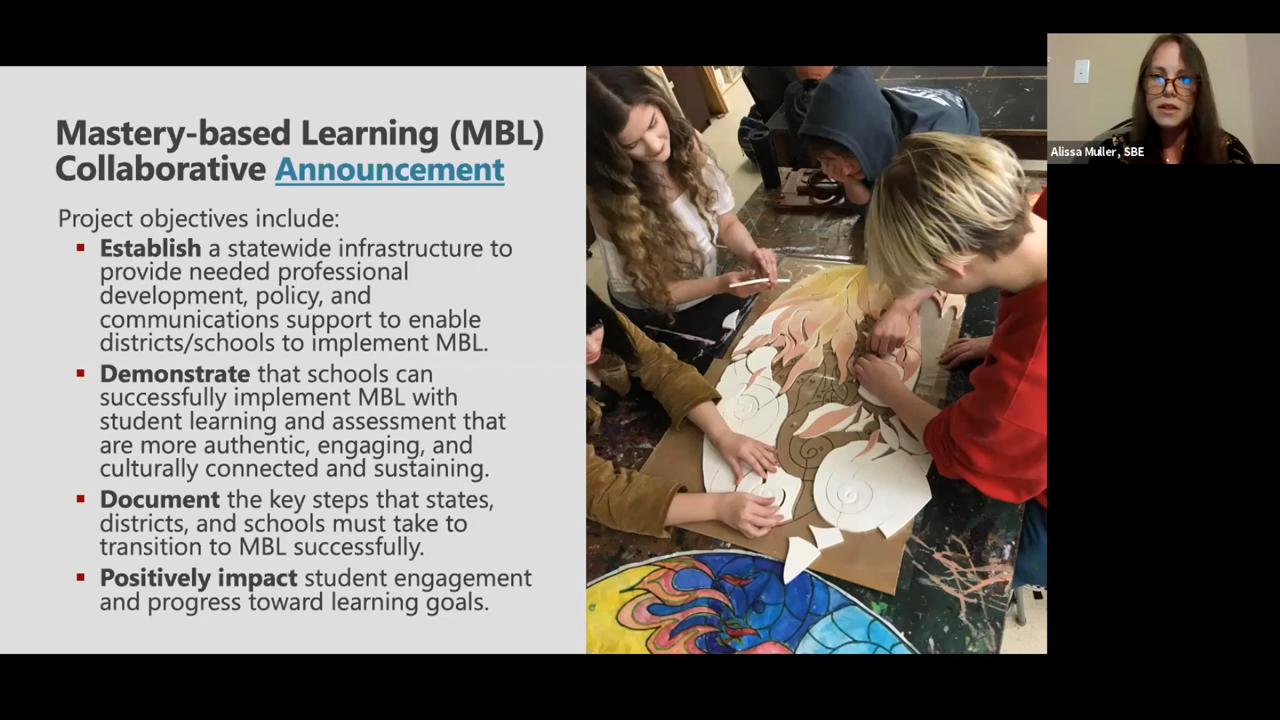 Mastery-based Learning (MBL)
Collaborative Announcement
Project objectives include:
▪ Establish a statewide infrastructure to
provide needed professional
development, policy, and
communications support to enable
districts/schools to implement MBL.
▪ Demonstrate that schools can
successfully implement MBL with
student learning and assessment that
are more authentic, engaging, and
culturally connected and sustaining.
▪ Document the key steps that states,
districts, and schools must take to
transition to MBL successfully.
▪ Positively impact student engagement
and progress toward learning goals.
Alissa Muller, SBE